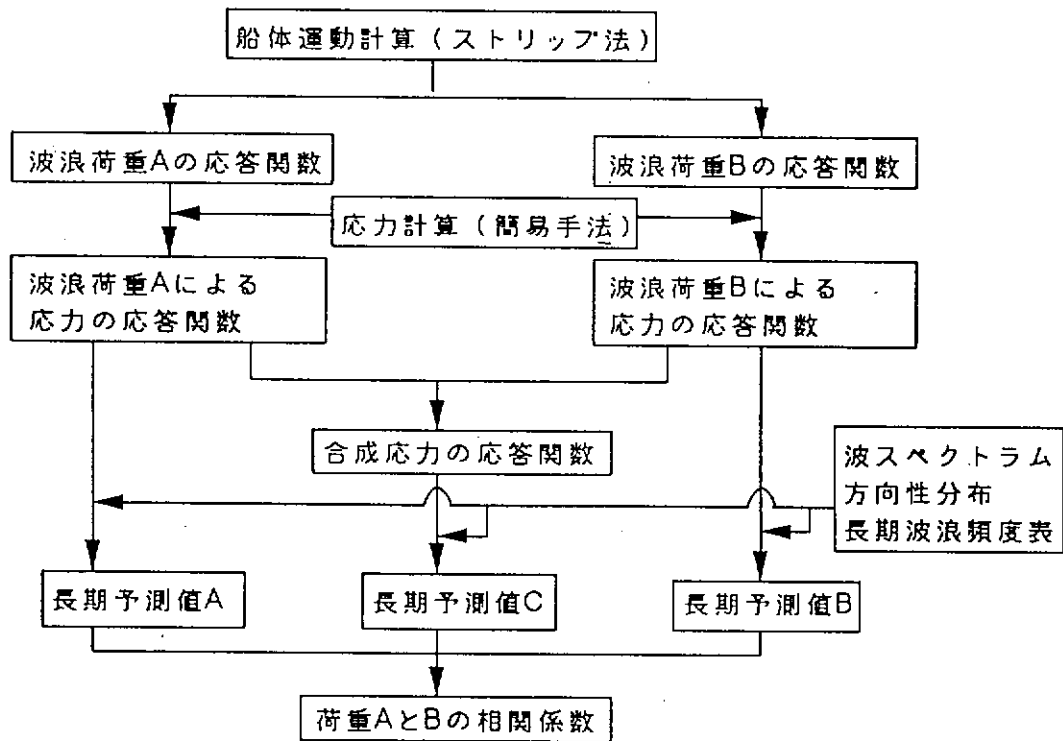 船体運動計算(ストリップ法)
波浪荷重Aの応答関数
波浪荷重Bの応答関数
応力計算(簡易手法)
波浪荷重Aによる
応力の応答関数
波浪荷重Bによる
応力の応答関数
合成応力の応答関数
波スペクトラム
方向性分布
長期波浪頻度表
長期予測値A
長期予測値C
長期予測値B
荷重AとBの相関係数